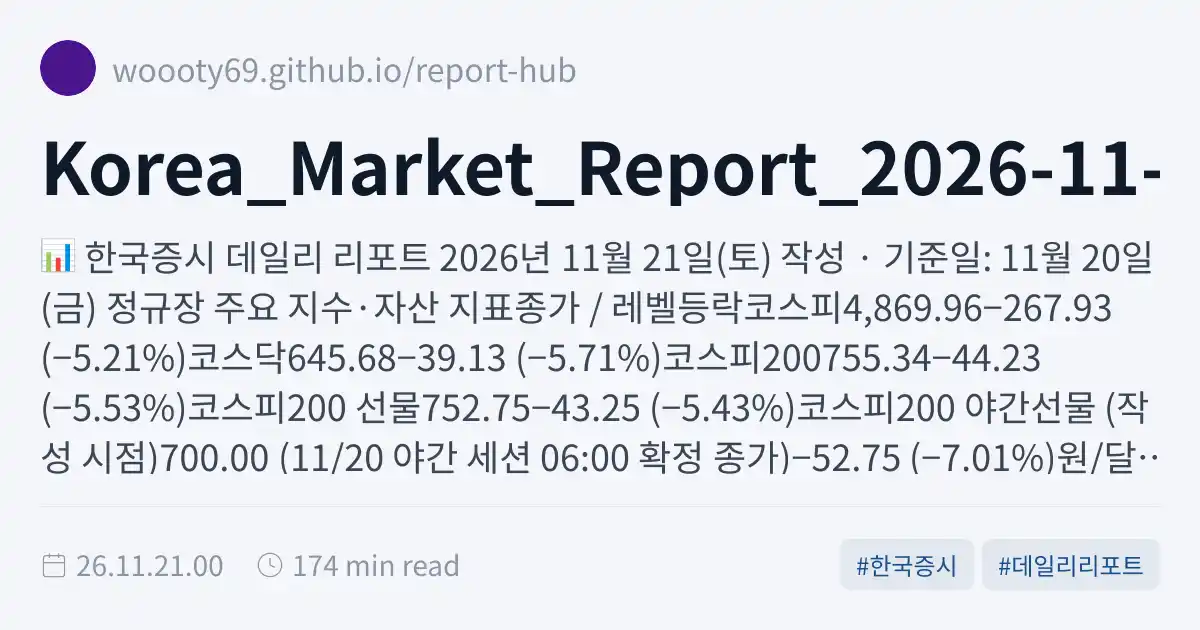 woooty69.github.io/report-hub
Korea_Market_Report_2026-11-
📊 한국증시 데일리 리포트 2026년 11월 21일(토) 작성 · 기준일: 11월 20일
(금) 정규장 주요 지수·자산 지표종가 / 레벨등락코스피4,869.96−267.93
(−5.21%)코스닥645.68−39.13 (−5.71%)코스피200755.34−44.23
(−5.53%)코스피200 선물752.75−43.25 (−5.43%)코스피200 야간선물 (작
성 시점)700.00 (11/20 야간 세션 06:00 확정 종가)−52.75 (−7.01%)원/달··
26.11.21.00
174 min read
#한국증시
#데일리리포트